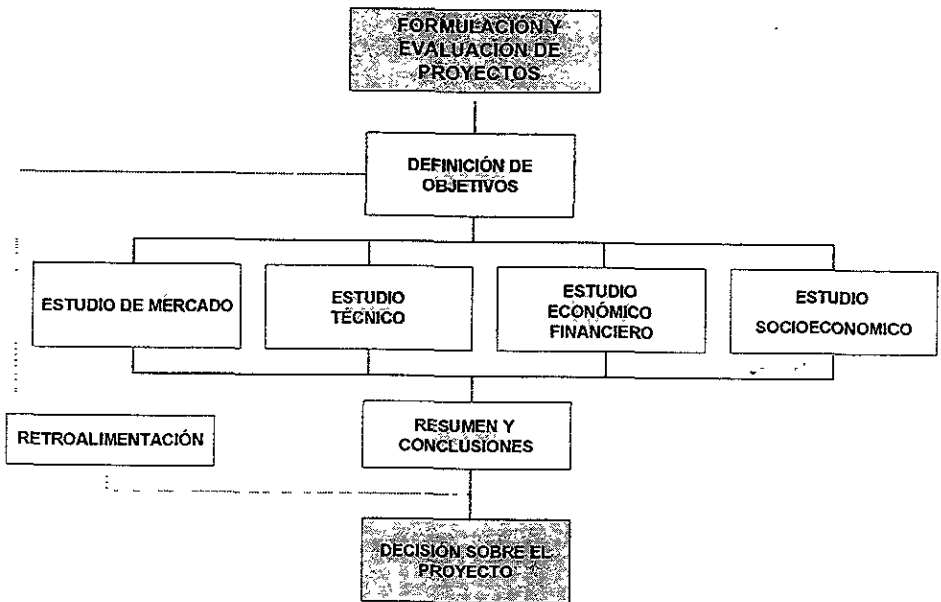 FORMULACIÓN Y
EVALUACIÓN DE
PROYECTOS
DEFINICIÓN DE
OBJETIVOS
ESTUDIO DE MÉRCADO
ESTUDIO
TÉCNICO
ESTUDIO
ECONÓMICO
FINANCIERO
ESTUDIO
SOCIOECONOMICO
RETROALIMENTACIÓN
RESUMEN Y
CONCLUSIONES
DECISIÓN SOBRE EL
PROYECTO